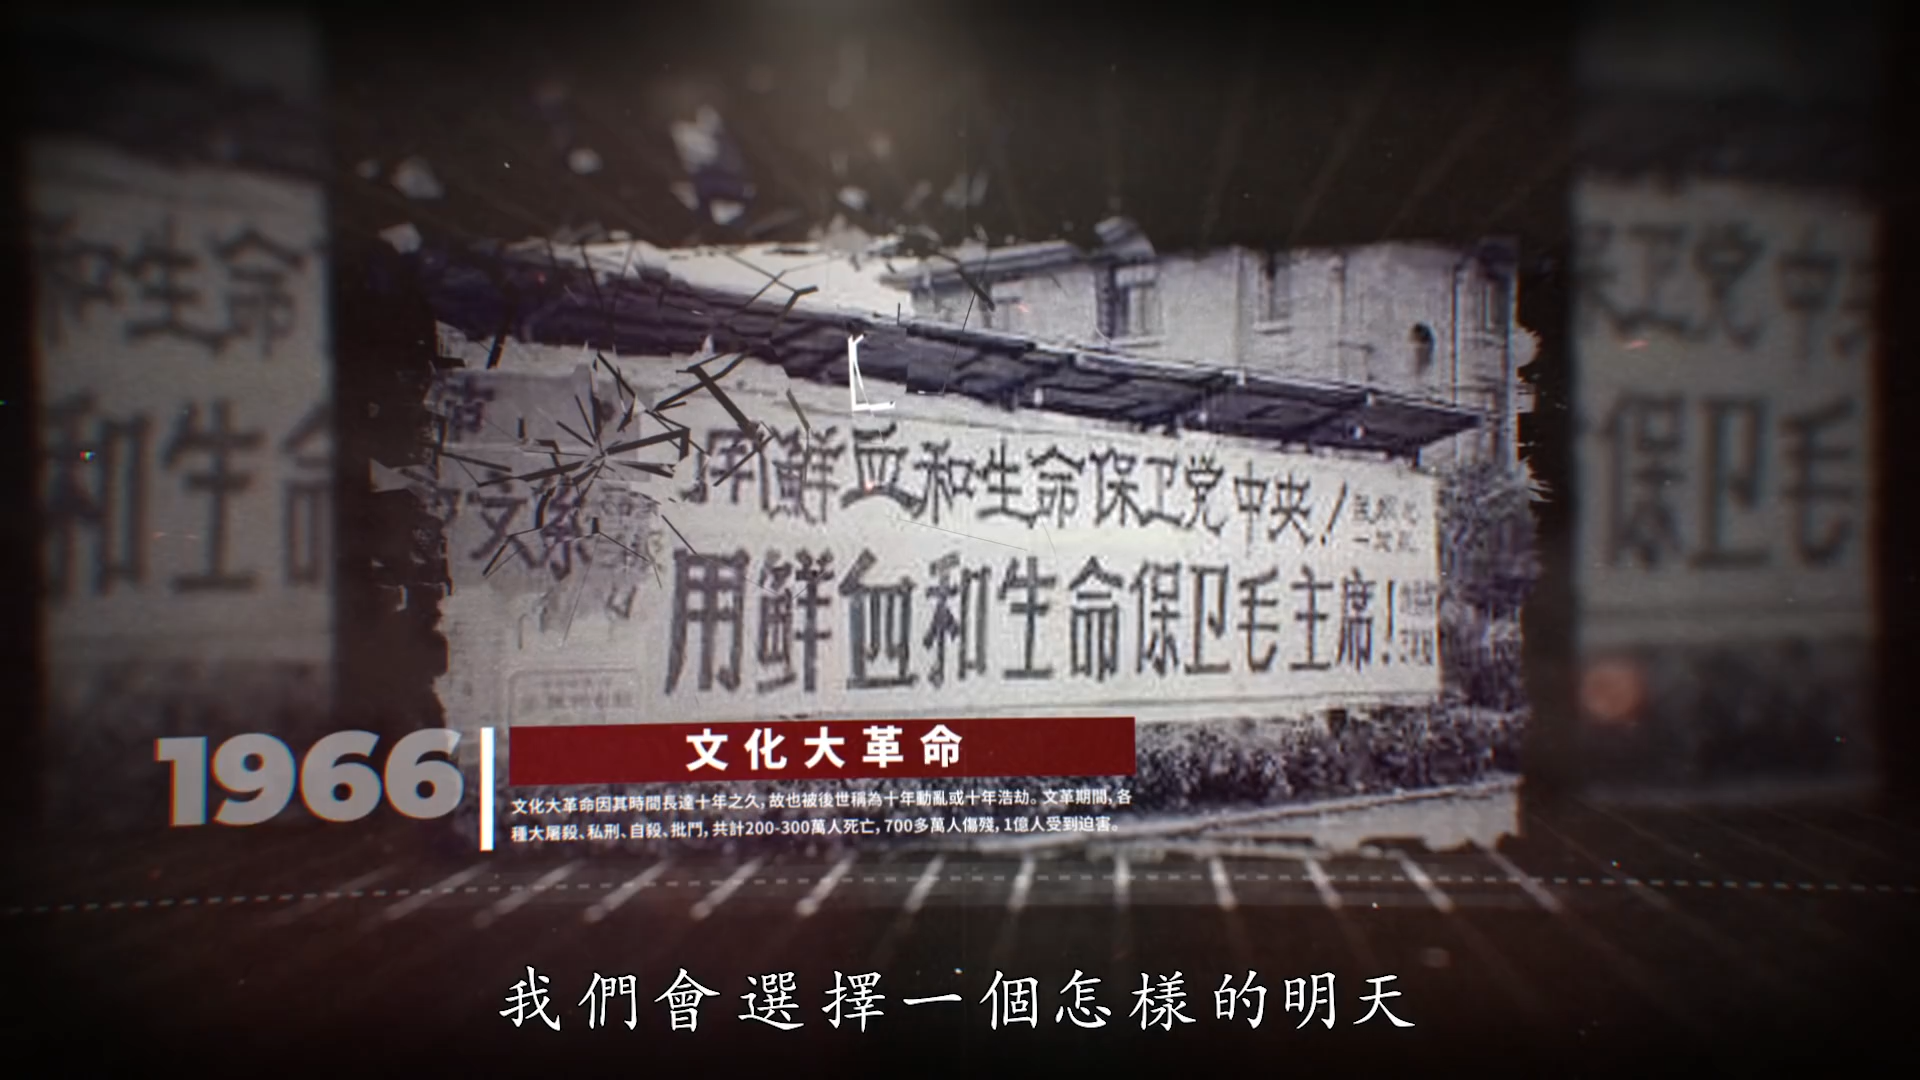 用鲜血和生命保卫党中央!
用鲜血和生命保卫毛主席!
1966
文化大革命
文化大革命因其時間長達十年之久,故也被後世稱為十年動亂或十年浩劫。文革期間,各
種大屠殺、私刑、自殺、批鬥,共計200-300萬人死亡,700多萬人傷殘,1億人受到迫害。
我們會選擇一個怎樣的明天